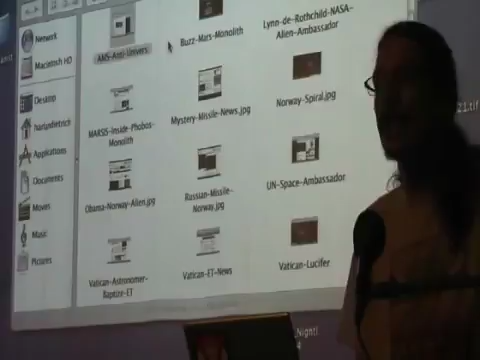 Network
Macintosh HD
Desktop
harlandietrich
Applications
Documents
Movies
Music
Pictures
AMS-Anti-Univers
Buzz-Mars-Monolith
Lynn-de-Rothchild-NASA-
Alien-Ambassador
MARSIS-Inside-Phobos-
Monolith
Mystery-Missile-News.jpg
Norway-Spiral.jpg
Obama-Norway-Alien.jpg
Russian-Missile-
Norway.jpg
UN-Space-Ambassador
Vatican-Astronomer-
Baptize-ET
Vatican-ET-News
Vatican-Lucifer